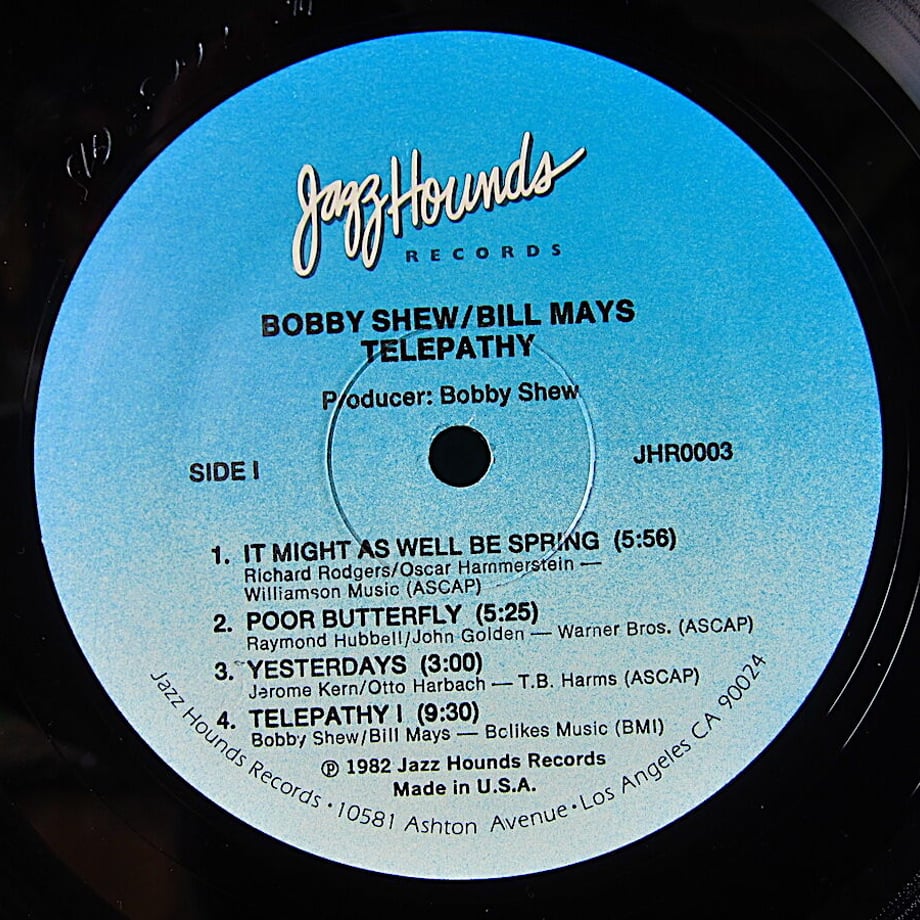 Jazz Hounds
RECORDS
BOBBY SHEW/BILL MAYS
TELEPATHY
Producer: Bobby Shew
SIDE I
JHR0003
1. IT MIGHT AS WELL BE SPRING (5:56)
Richard Rodgers/Oscar Hammerstein —
Williamson Music (ASCAP)
2. POOR BUTTERFLY (5:25)
Raymond Hubbell/John Golden — Warner Bros. (ASCAP)
3. YESTERDAYS (3:00)
Jerome Kern/Otto Harbach — T.B. Harms (ASCAP)
4. TELEPATHY I (9:30)
Bobby Shew/Bill Mays — Bclikes Music (BMI)
℗ 1982 Jazz Hounds Records
Made in U.S.A.
Jazz Hounds Records · 10581 Ashton Avenue · Los Angeles CA 90024